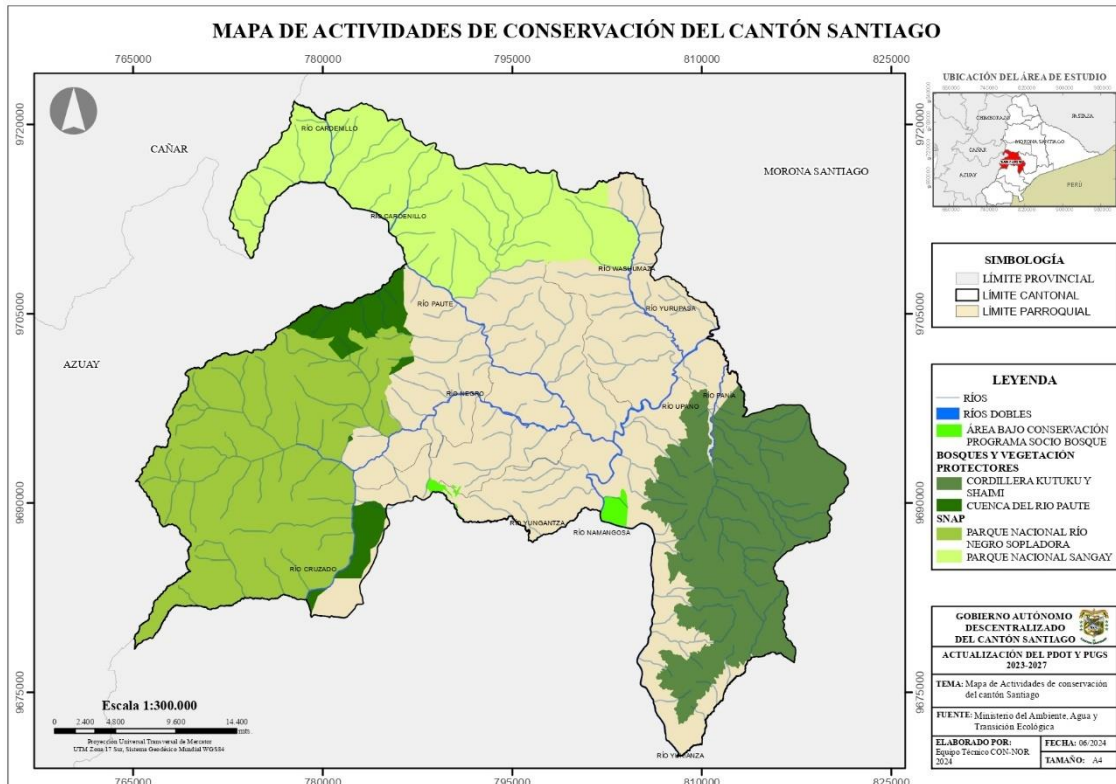 MAPA DE ACTIVIDADES DE CONSERVACIÓN DEL CANTÓN SANTIAGO
765000 780000 795000 810000 825000
9720000
9705000
9690000
9675000
CAÑAR
MORONA SANTIAGO
AZUAY
RÍO CARDENILLO
RÍO CARDENILLO
RÍO WASHUMAZA
RÍO PAUTE
RÍO YURUPASA
RÍO NEGRO
RÍO UPANO
RÍO PANIA
RÍO YUNGANTZA
RÍO NAMANGOSA
RÍO CRUZADO
Escala 1:300.000
0 2.400 4.800 9.600 14.400
mts.
Proyección Universal Transversa de Mercator
UTM Zona 17 Sur, Sistema Geodésico Mundial WGS84
9720000
9705000
9690000
9675000
765000 780000 795000 810000 825000
UBICACIÓN DEL ÁREA DE ESTUDIO
CHIMBORAZO
PASTAZA
MORONA SANTIAGO
CAÑAR
AZUAY
PERÚ
SIMBOLOGÍA
LÍMITE PROVINCIAL
LÍMITE CANTONAL
LÍMITE PARROQUIAL
LEYENDA
RÍOS
RÍOS DOBLES
ÁREA BAJO CONSERVACIÓN
PROGRAMA SOCIO BOSQUE
BOSQUES Y VEGETACIÓN
PROTECTORES
CORDILLERA KUTUKU Y
SHAIMI
CUENCA DEL RIO PAUTE
SNAP
PARQUE NACIONAL RÍO
NEGRO SOPLADORA
PARQUE NACIONAL SANGAY
GOBIERNO AUTÓNOMO
DESCENTRALIZADO
DEL CANTÓN SANTIAGO
ACTUALIZACIÓN DEL PDOT Y PUGS
2023-2027
TEMA: Mapa de Actividades de conservación
del cantón Santiago
FUENTE: Ministerio del Ambiente, Agua y
Transición Ecológica
ELABORADO POR:
Equipo Técnico CON-NOR
2024
FECHA: 06/2024
TAMAÑO: A4